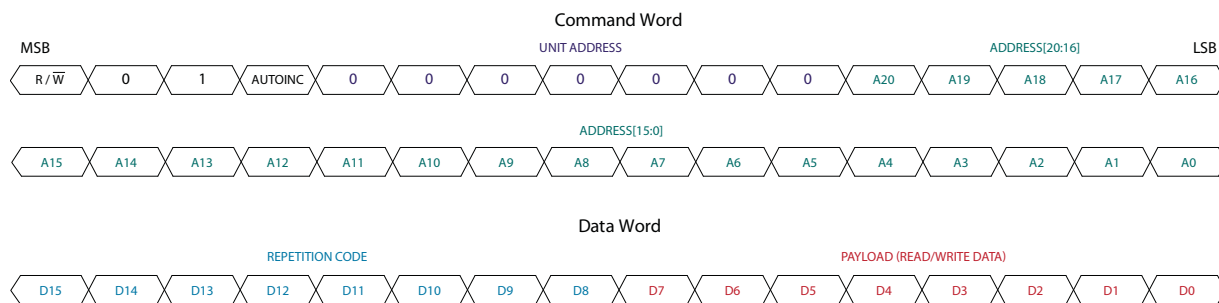 Command Word
MSB UNIT ADDRESS ADDRESS[20:16] LSB
R / W̅ 0 1 AUTOINC 0 0 0 0 0 0 0 A20 A19 A18 A17 A16
ADDRESS[15:0]
A15 A14 A13 A12 A11 A10 A9 A8 A7 A6 A5 A4 A3 A2 A1 A0
Data Word
REPETITION CODE PAYLOAD (READ/WRITE DATA)
D15 D14 D13 D12 D11 D10 D9 D8 D7 D6 D5 D4 D3 D2 D1 D0